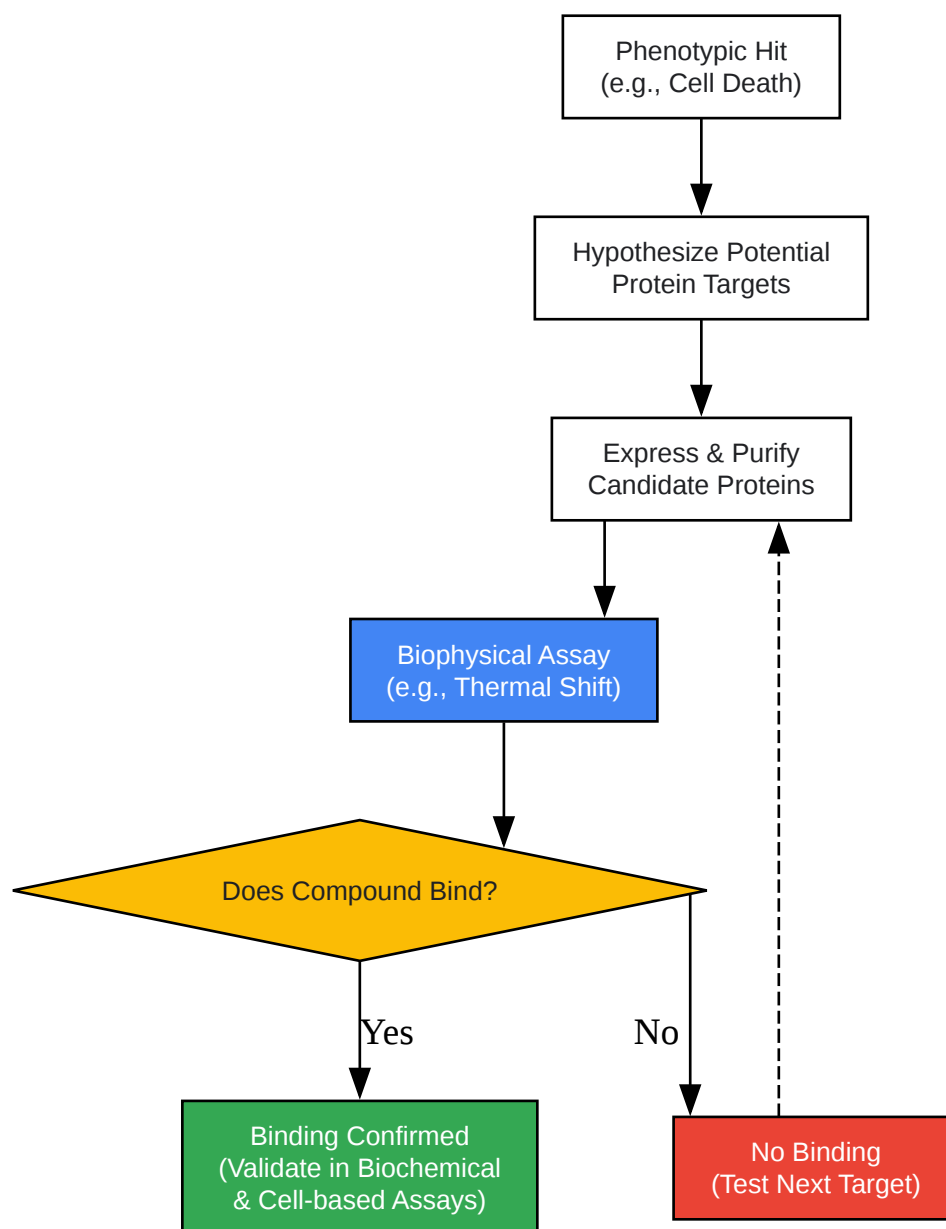 Phenotypic Hit
(e.g., Cell Death)
Hypothesize Potential
Protein Targets
Express & Purify
Candidate Proteins
Biophysical Assay
(e.g., Thermal Shift)
Does Compound Bind?
Yes
No
Binding Confirmed
(Validate in Biochemical
& Cell-based Assays)
No Binding
(Test Next Target)